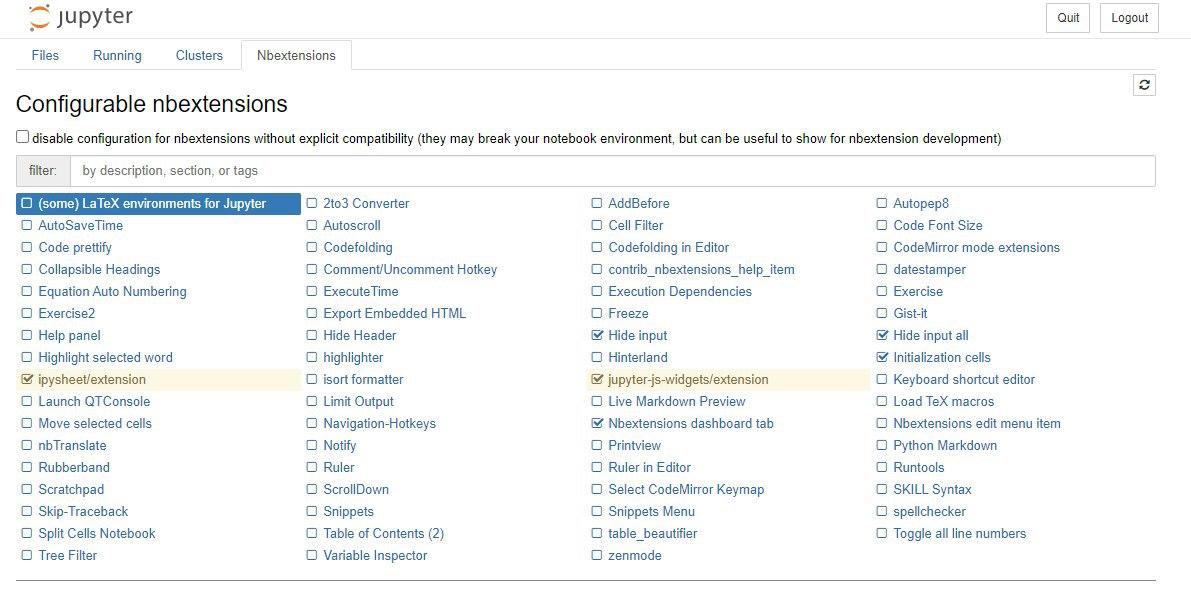 jupyter
Quit Logout
Files Running Clusters Nbextensions
Configurable nbextensions
disable configuration for nbextensions without explicit compatibility (they may break your notebook environment, but can be useful to show for nbextension development)
filter: by description, section, or tags
(some) LaTeX environments for Jupyter 2to3 Converter AddBefore Autopep8
AutoSaveTime Autoscroll Cell Filter Code Font Size
Code prettify Codefolding Codefolding in Editor CodeMirror mode extensions
Collapsible Headings Comment/Uncomment Hotkey contrib_nbextensions_help_item datestamper
Equation Auto Numbering ExecuteTime Execution Dependencies Exercise
Exercise2 Export Embedded HTML Freeze Gist-it
Help panel Hide Header Hide input Hide input all
Highlight selected word highlighter Hinterland Initialization cells
ipysheet/extension isort formatter jupyter-js-widgets/extension Keyboard shortcut editor
Launch QTConsole Limit Output Live Markdown Preview Load TeX macros
Move selected cells Navigation-Hotkeys Nbextensions dashboard tab Nbextensions edit menu item
nbTranslate Notify Printview Python Markdown
Rubberband Ruler Ruler in Editor Runtools
Scratchpad ScrollDown Select CodeMirror Keymap SKILL Syntax
Skip-Traceback Snippets Snippets Menu spellchecker
Split Cells Notebook Table of Contents (2) table_beautifier Toggle all line numbers
Tree Filter Variable Inspector zenmode